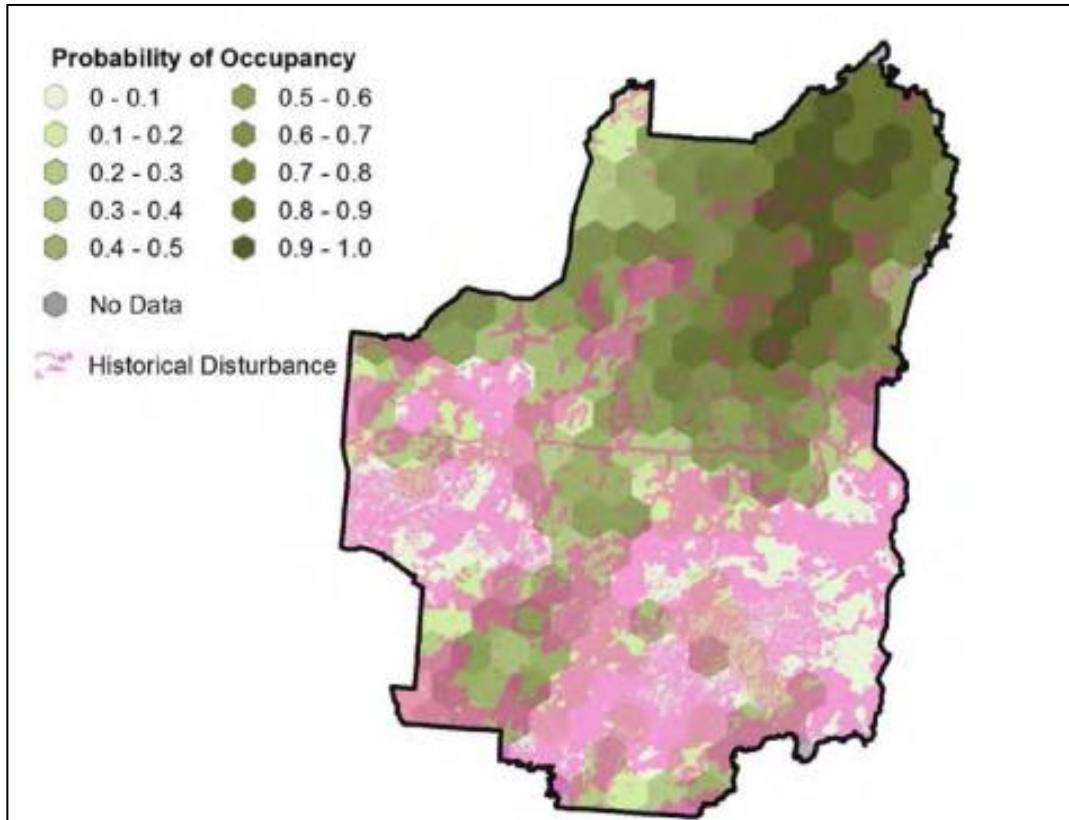 Probability of Occupancy
0 - 0.1
0.1 - 0.2
0.2 - 0.3
0.3 - 0.4
0.4 - 0.5
0.5 - 0.6
0.6 - 0.7
0.7 - 0.8
0.8 - 0.9
0.9 - 1.0
No Data
Historical Disturbance